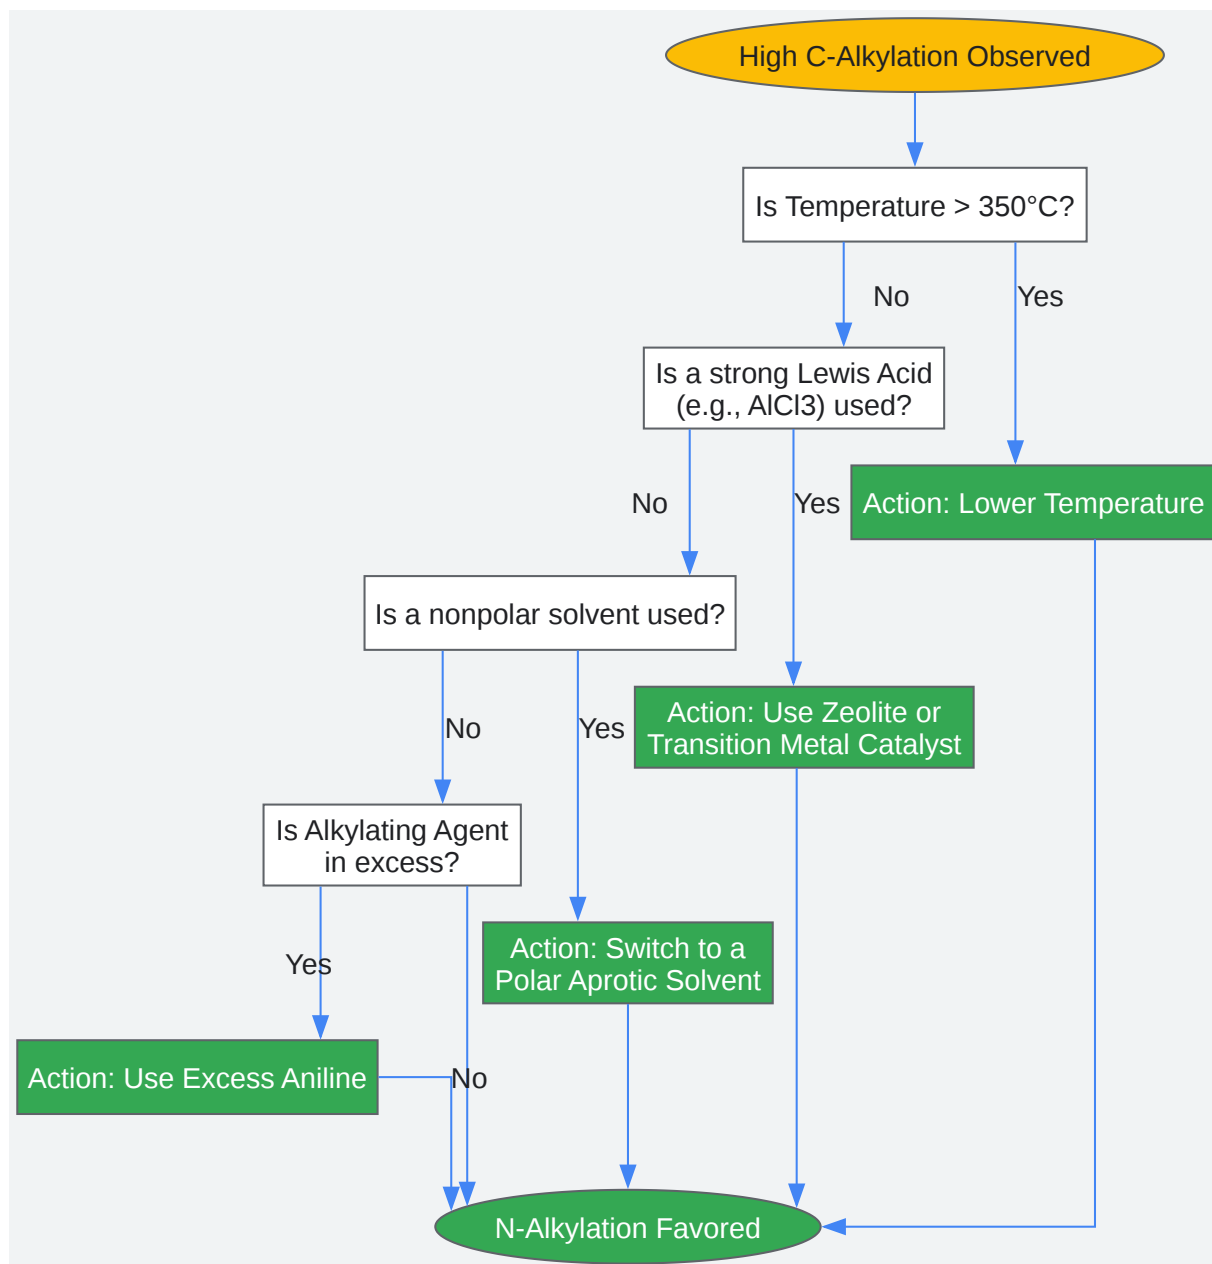 High C-Alkylation Observed
Is Temperature > 350°C?
No
Yes
Is a strong Lewis Acid
(e.g., AlCl3) used?
No
Yes
Action: Lower Temperature
Is a nonpolar solvent used?
No
Yes
Action: Use Zeolite or
Transition Metal Catalyst
Is Alkylating Agent
in excess?
Yes
Action: Switch to a
Polar Aprotic Solvent
Action: Use Excess Aniline
No
N-Alkylation Favored